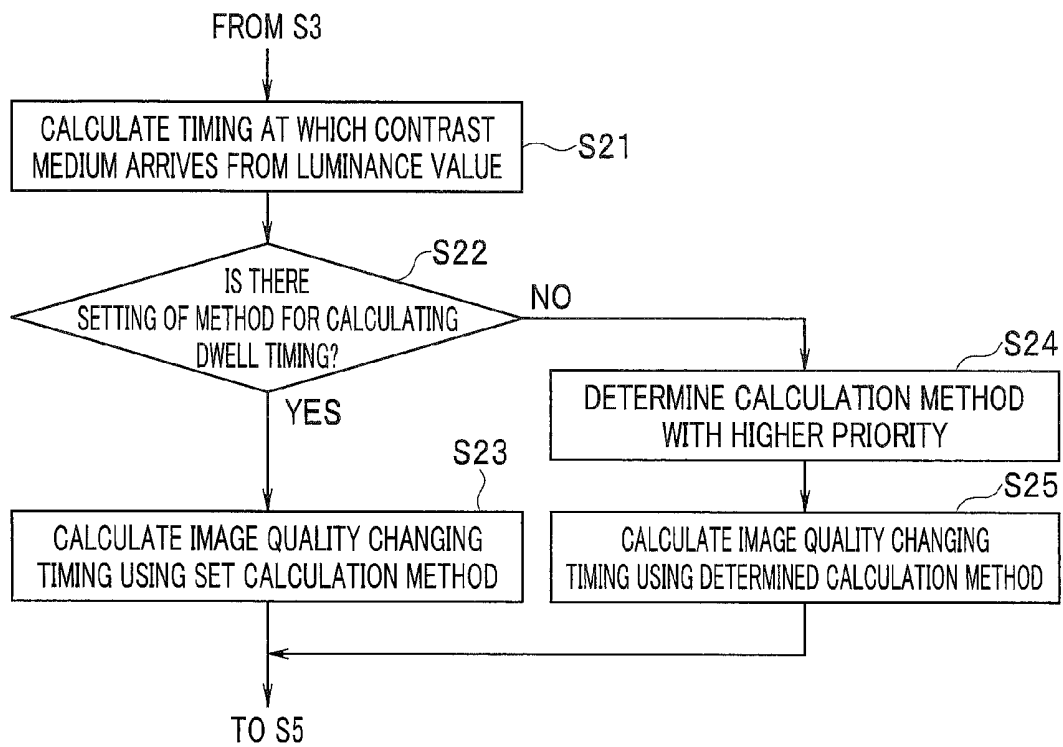 FROM S3
CALCULATE TIMING AT WHICH CONTRAST
MEDIUM ARRIVES FROM LUMINANCE VALUE
S21
S22
IS THERE
SETTING OF METHOD FOR CALCULATING
DWELL TIMING?
NO
YES
S24
DETERMINE CALCULATION METHOD
WITH HIGHER PRIORITY
S23
CALCULATE IMAGE QUALITY CHANGING
TIMING USING SET CALCULATION METHOD
S25
CALCULATE IMAGE QUALITY CHANGING
TIMING USING DETERMINED CALCULATION METHOD
TO S5